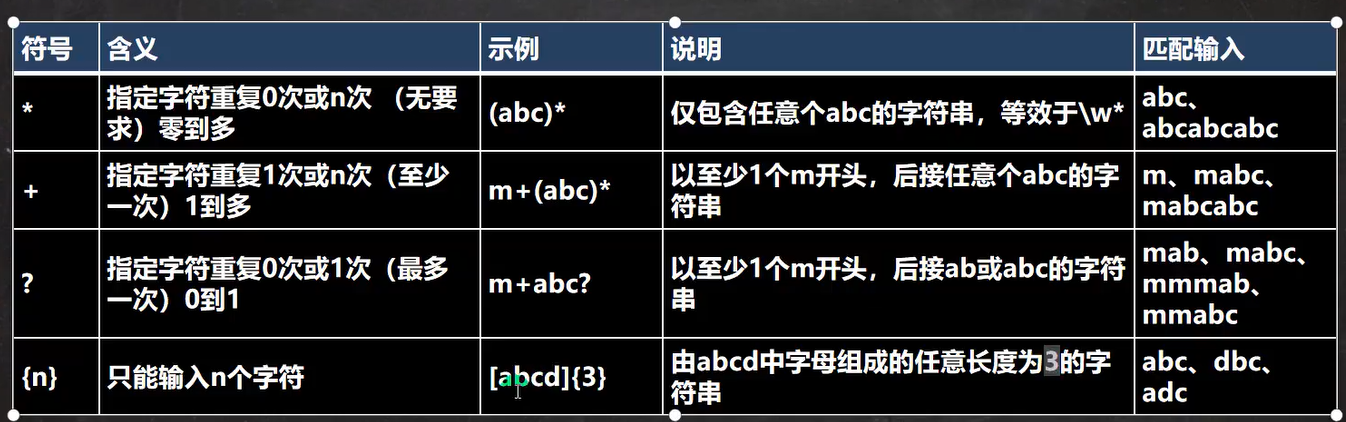 符号 含义 示例 说明 匹配输入
* 指定字符重复0次或n次 （无要 (abc)* 仅包含任意个abc的字符串，等效于\w* abc、
求）零到多 abcabcabc
+ 指定字符重复1次或n次（至少 m+(abc)* 以至少1个m开头，后接任意个abc的字 m、mabc、
一次）1到多 符串 mabcabc
? 指定字符重复0次或1次（最多 m+abc? 以至少1个m开头，后接ab或abc的字符 mab、mabc、
一次）0到1 串 mmmab、
mmabc
{n} 只能输入n个字符 [abcd]{3} 由abcd中字母组成的任意长度为3的字 abc、dbc、
符串 adc